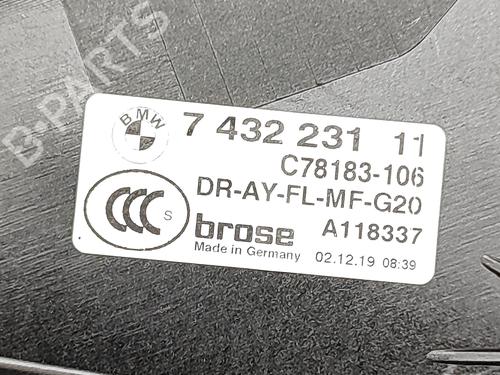 B-PARTS
BMW
7 432 231 11
C78183-106
DR-AY-FL-MF-G20
CCC S
brose
A118337
Made in Germany
02.12.19 08:39